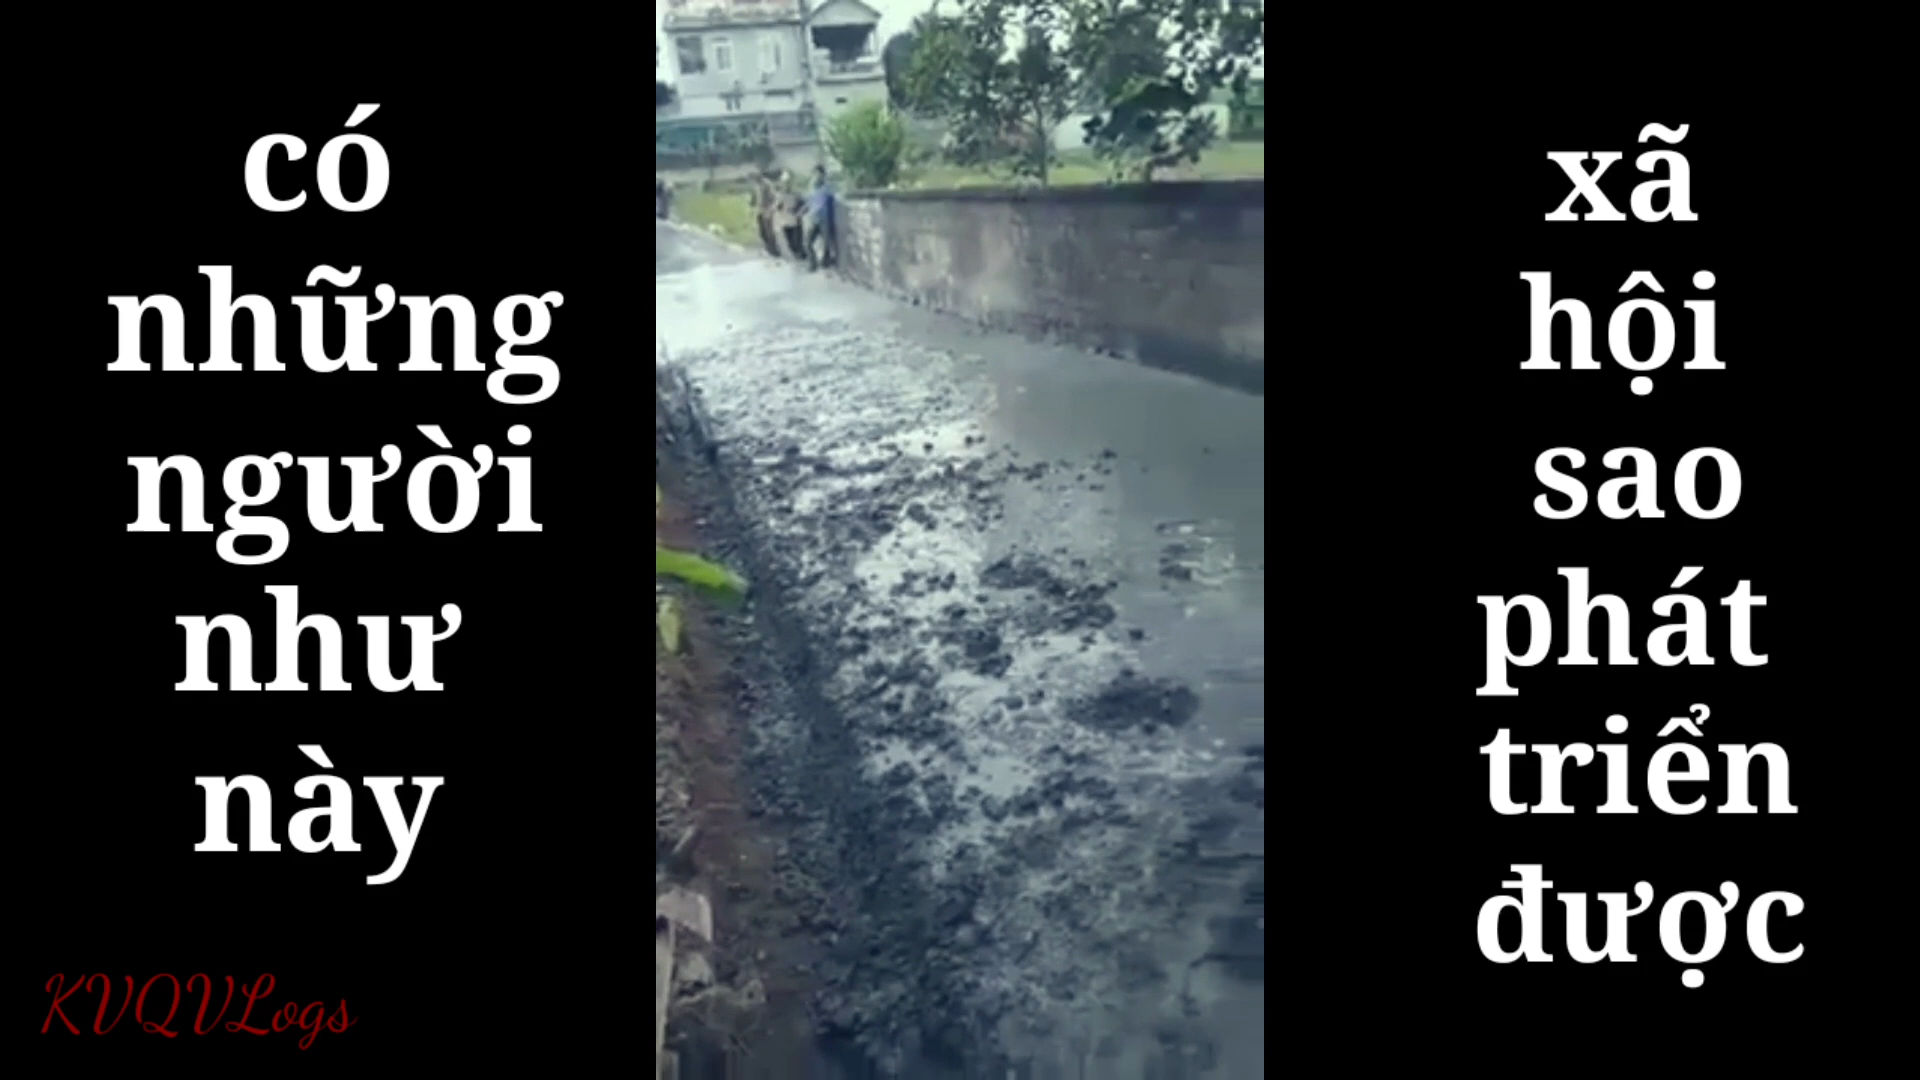 có
những
người
như
này
KVQVLogs
xã
hội
sao
phát
triển
được